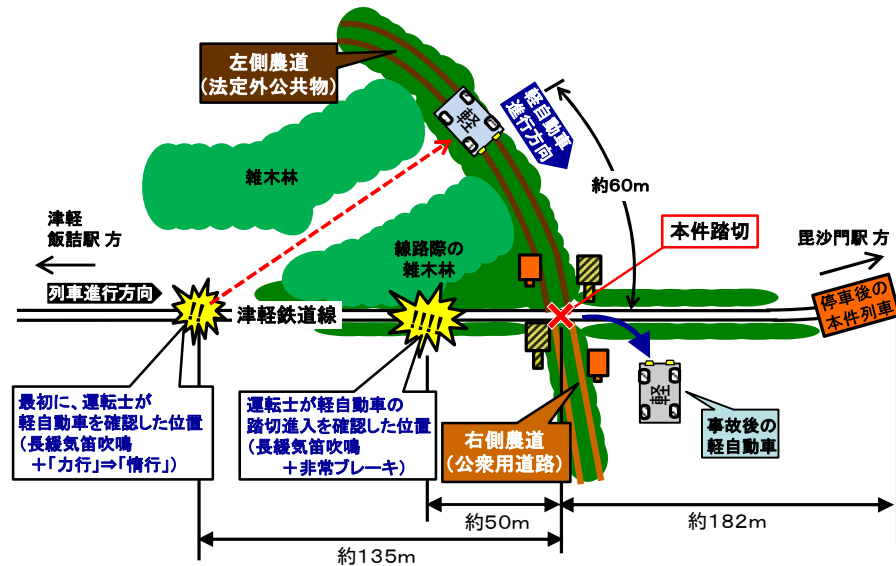 左側農道
(法定外公共物)
軽
軽自動車
進行方向
約60m
雑木林
津軽
飯詰駅 方
線路際の
雑木林
本件踏切
毘沙門駅 方
列車進行方向
!!
津軽鉄道線
!!!!
停車後の
本件列車
最初に、運転士が
軽自動車を確認した位置
(長緩気笛吹鳴
+「力行」⇒「惰行」)
運転士が軽自動車の
踏切進入を確認した位置
(長緩気笛吹鳴
+非常ブレーキ)
右側農道
(公衆用道路)
軽
事故後の
軽自動車
約50m
約182m
約135m